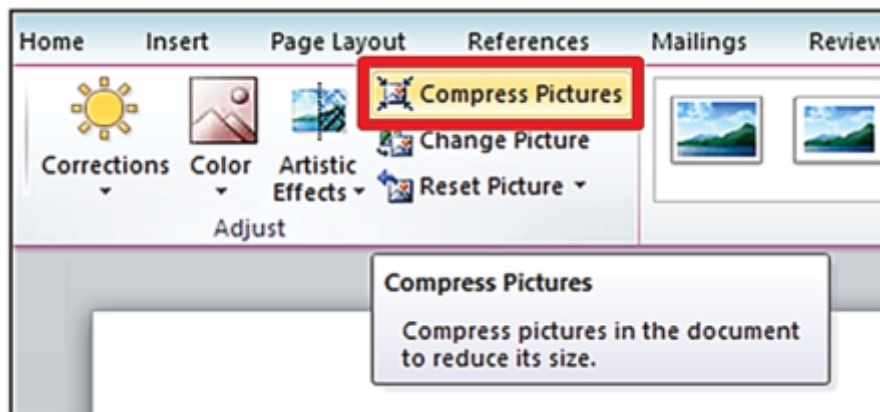 Home Insert Page Layout References Mailings Review
Compress Pictures
Change Picture
Reset Picture
Corrections Color Artistic
Effects
Adjust
Compress Pictures
Compress pictures in the document
to reduce its size.